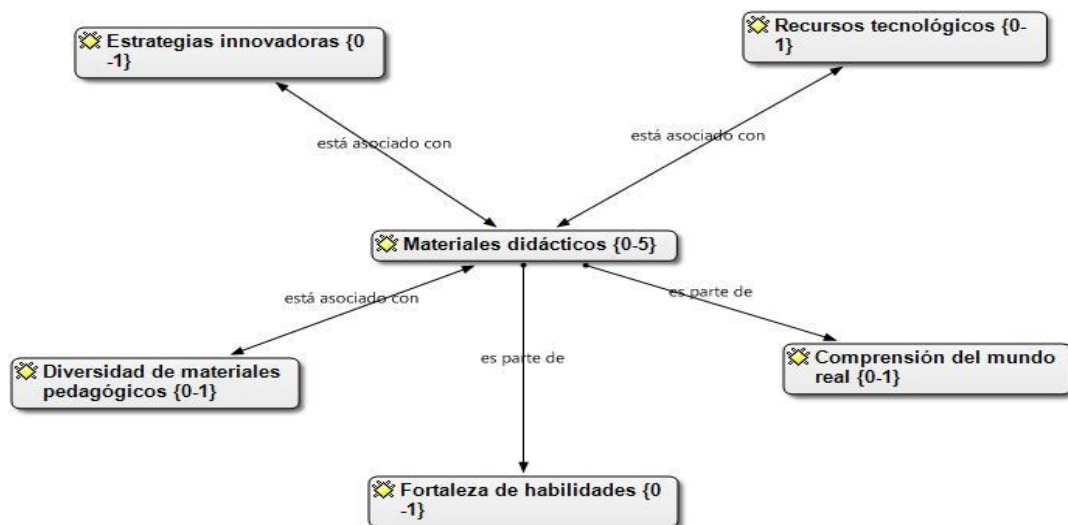 Estrategias innovadoras {0
-1}
Recursos tecnológicos {0-
1}
está asociado con
está asociado con
Materiales didácticos {0-5}
está asociado con
es parte de
es parte de
Diversidad de materiales
pedagógicos {0-1}
Comprensión del mundo
real {0-1}
Fortaleza de habilidades {0
-1}